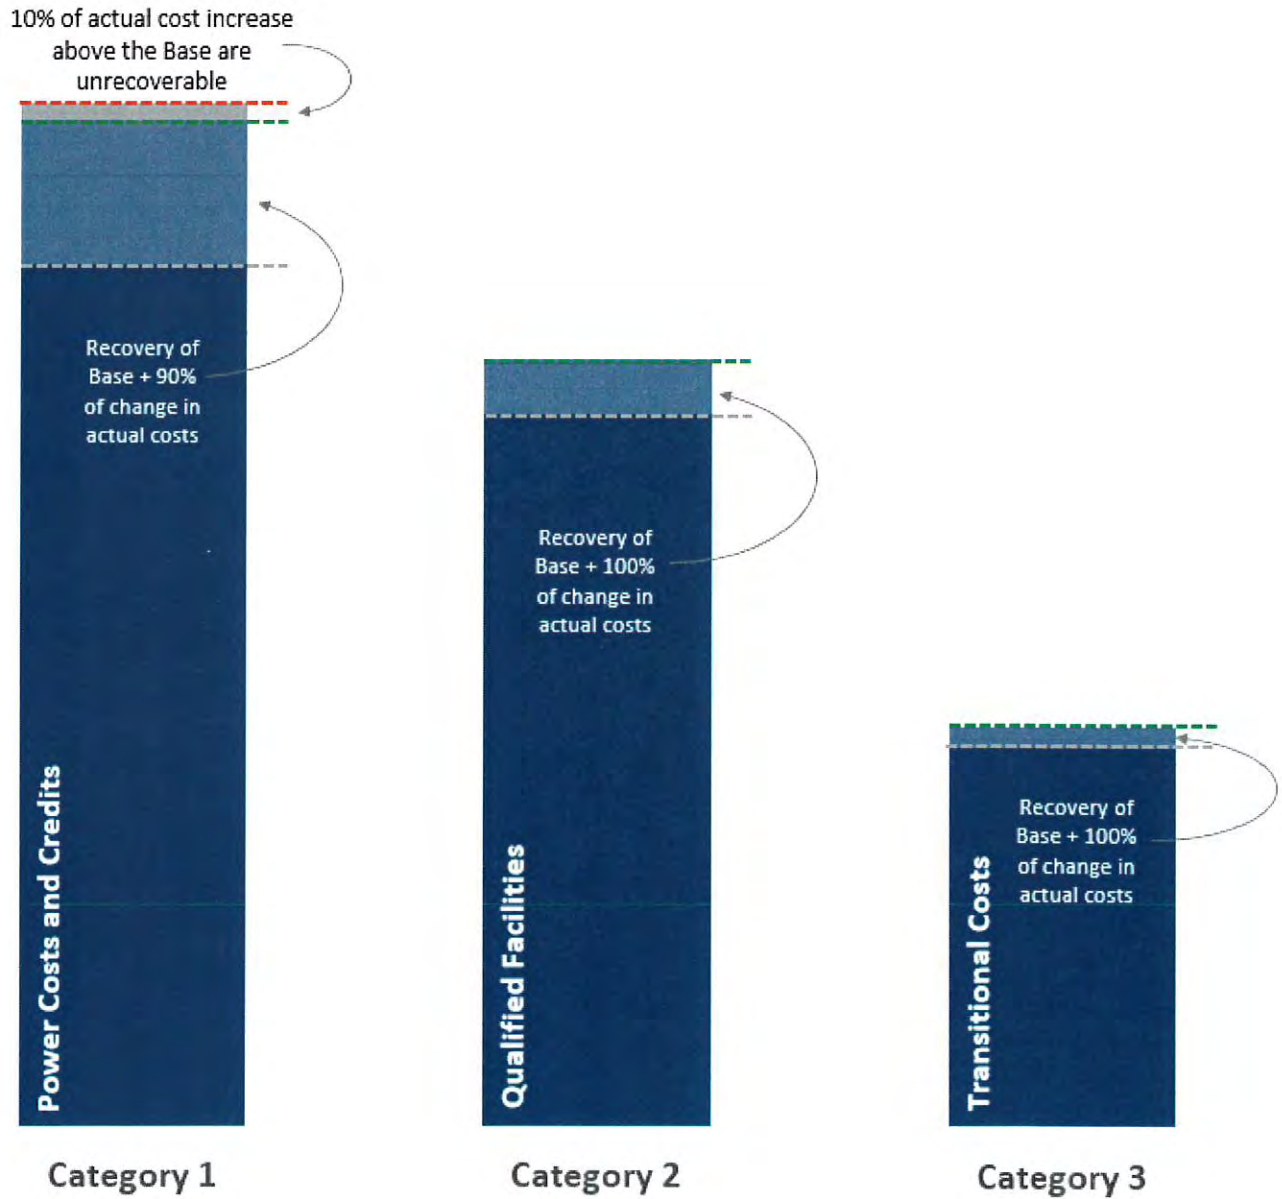 10% of actual cost increase
above the Base are
unrecoverable
Recovery of
Base + 90%
of change in
actual costs
Power Costs and Credits
Category 1
Recovery of
Base + 100%
of change in
actual costs
Qualified Facilities
Category 2
Recovery of
Base + 100%
of change in
actual costs
Transitional Costs
Category 3